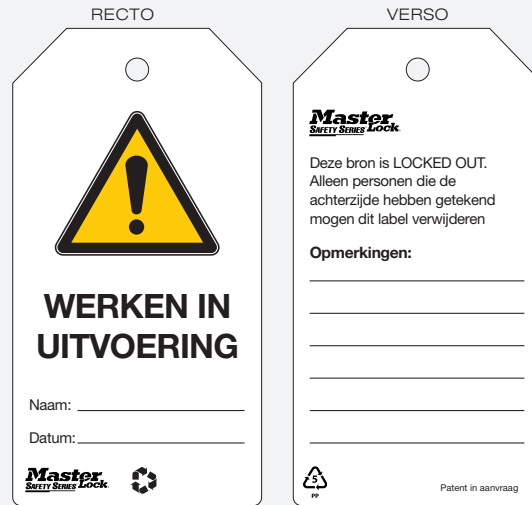 RECTO
WERKEN IN
UITVOERING
Naam:
Datum:
Master
SAFETY SERIES Lock
VERSO
Master
SAFETY SERIES Lock
Deze bron is LOCKED OUT.
Alleen personen die de
achterzijde hebben getekend
mogen dit label verwijderen
Opmerkingen:
5
PP
Patent in aanvraag